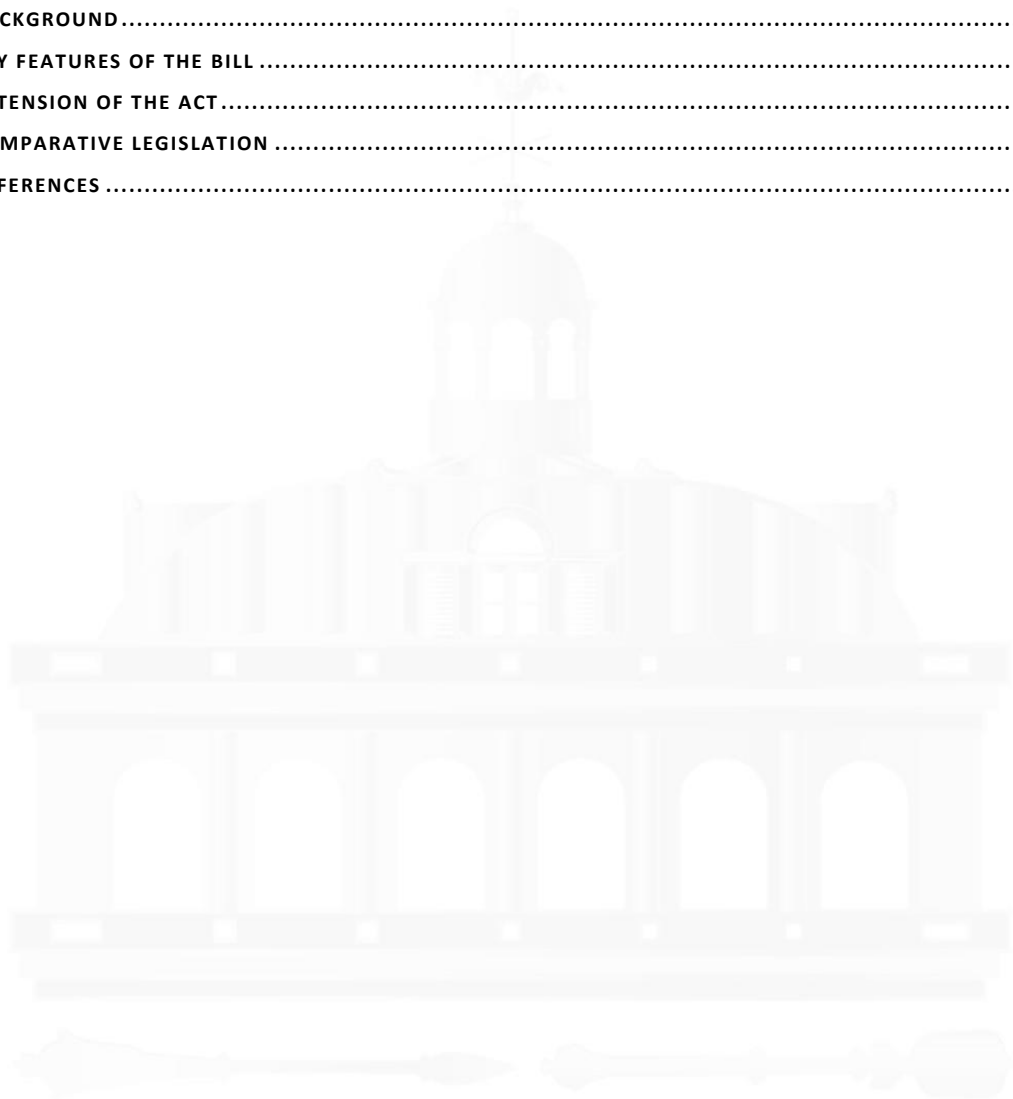 CKGROUND....................................................................................................................
Y FEATURES OF THE BILL ....................................................................................................
TENSION OF THE ACT.........................................................................................................
MPARATIVE LEGISLATION ..................................................................................................
FERENCES ......................................................................................................................